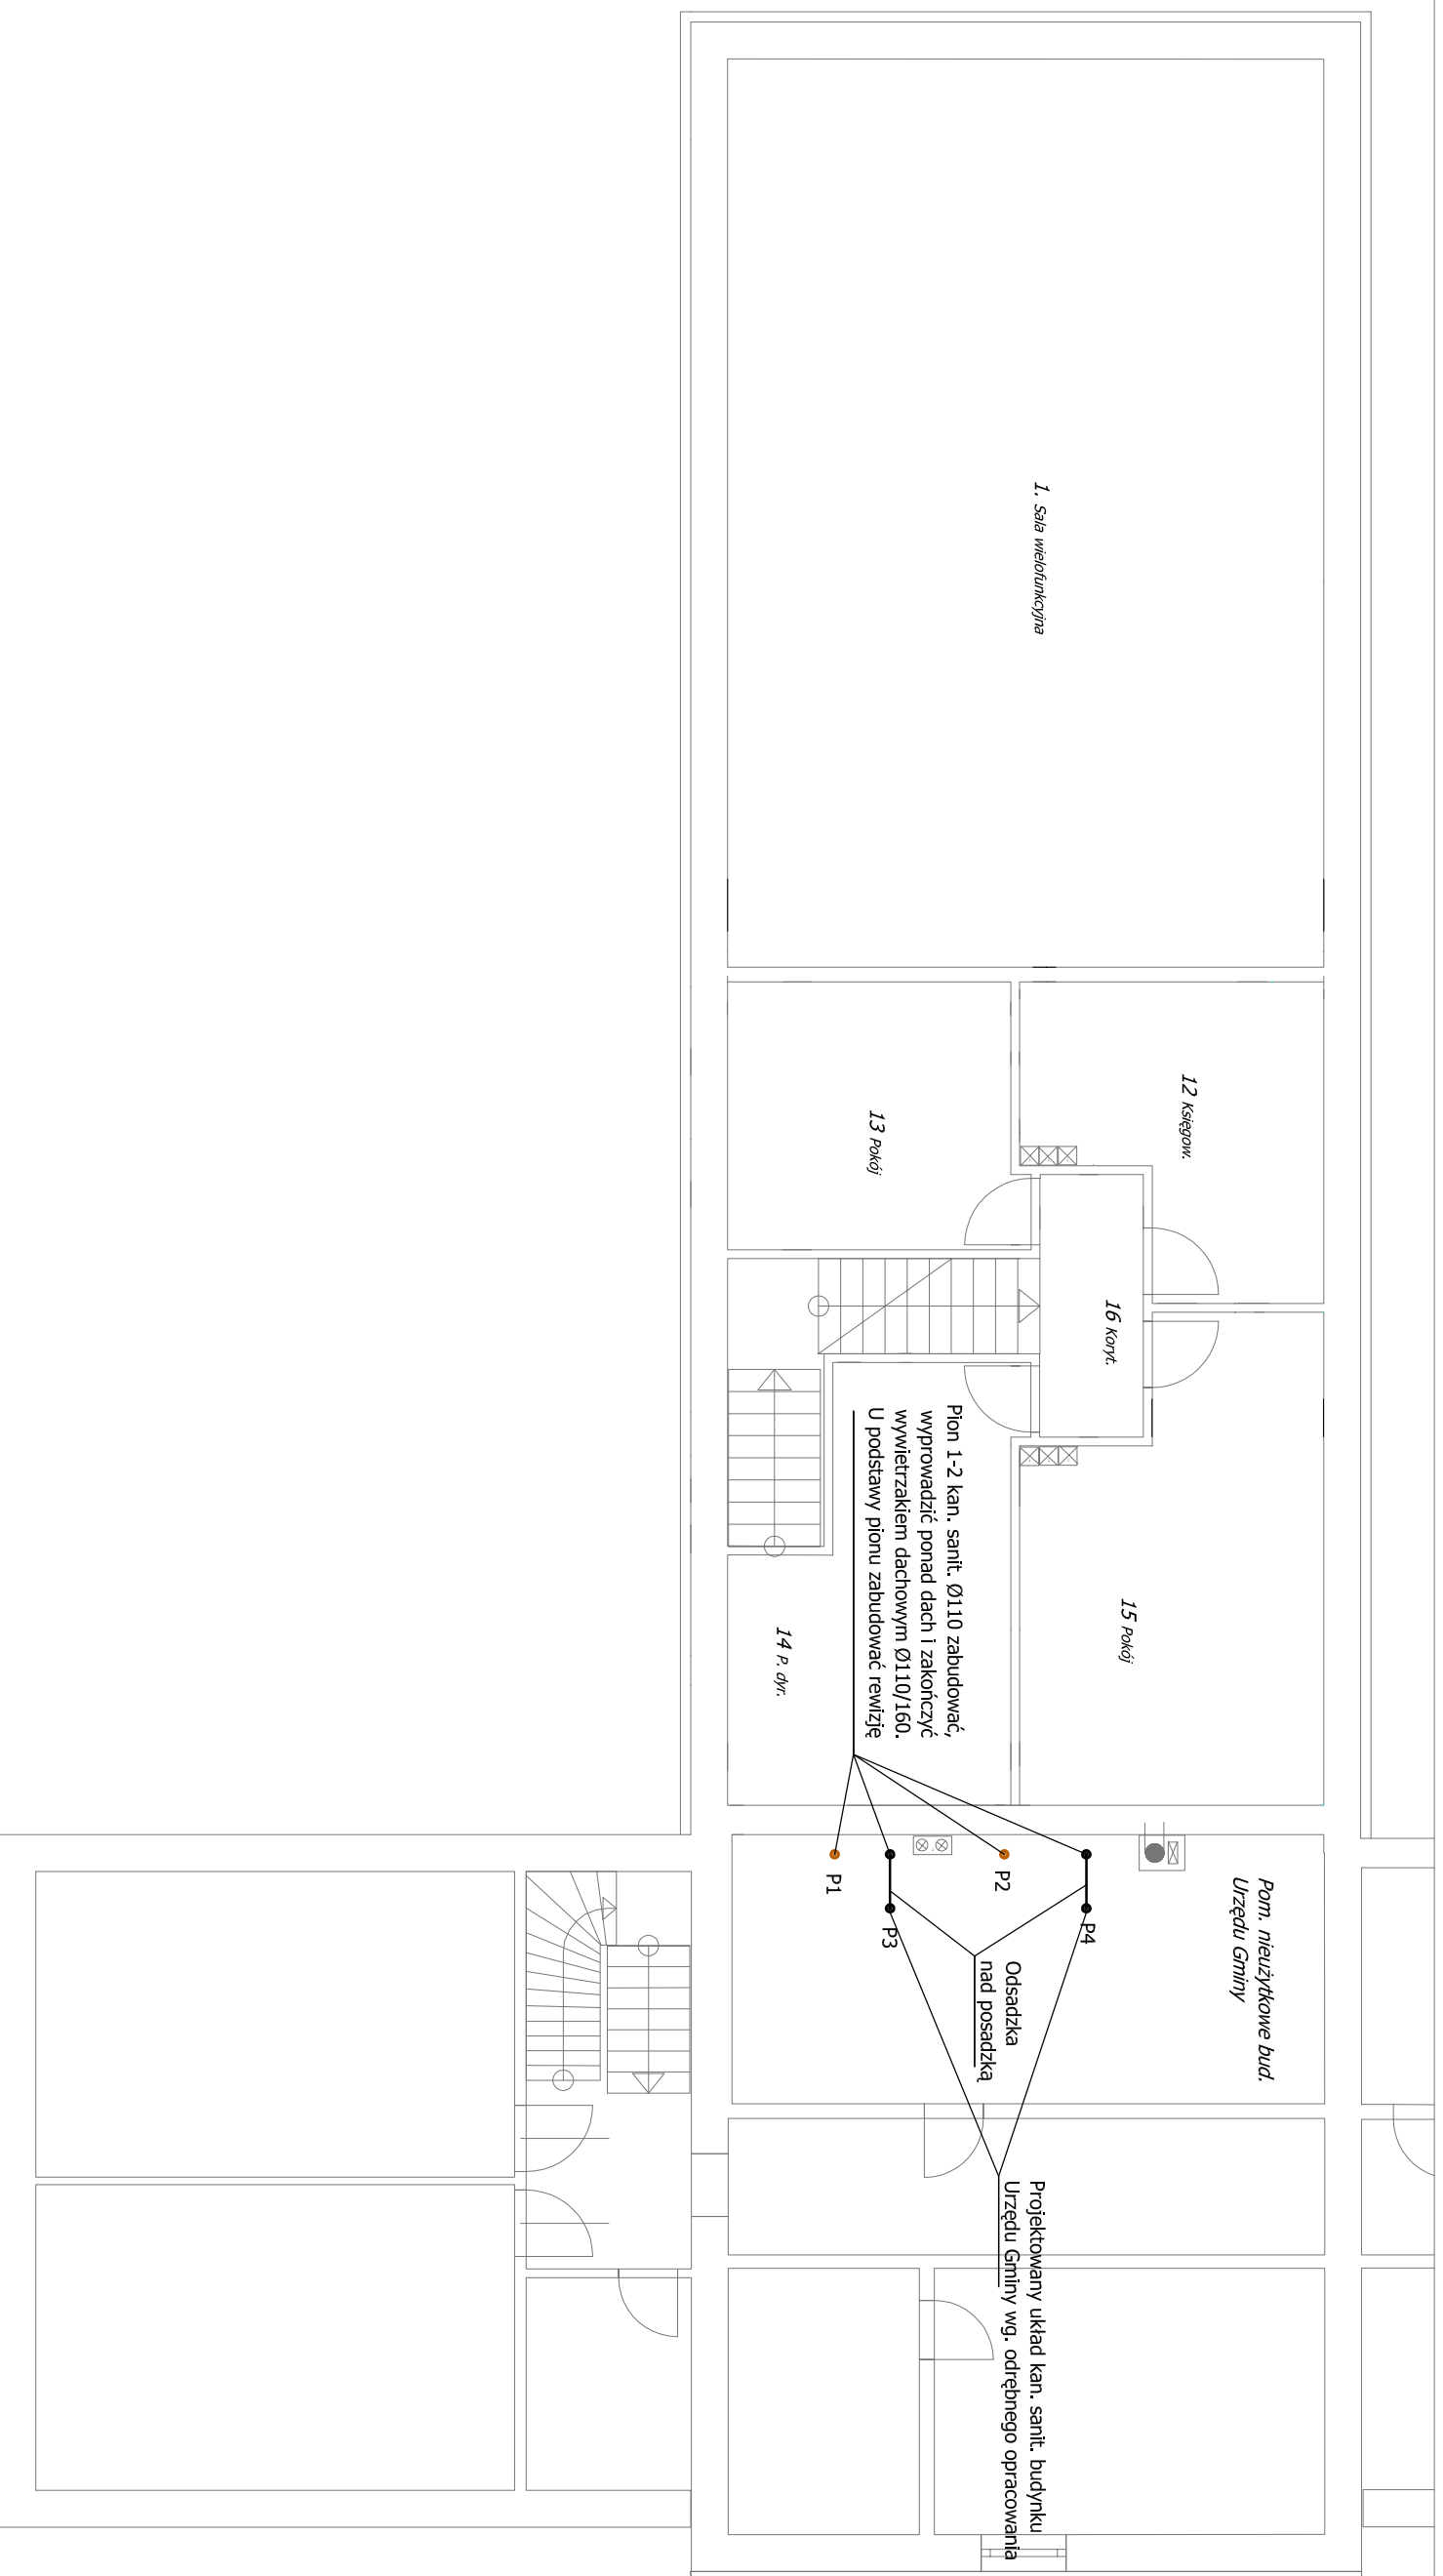 1. Sala wielofunkcyjna
12 Księgow.
13 Pokój
16 Koryt.
Pion 1-2 kan. sanit. Ø110 zabudować,
wyprowadzić ponad dach i zakończyć
wywietrzakiem dachowym Ø110/160.
U podstawy pionu zabudować rewizję
15 Pokój
14 P. dyr.
Pom. nieużytkowe bud.
Urzędu Gminy
P4
P2
P3
P1
Odsadzka
nad posadzką
Projektowany układ kan. sanit. budynku
Urzędu Gminy wg. odrębnego opracowania